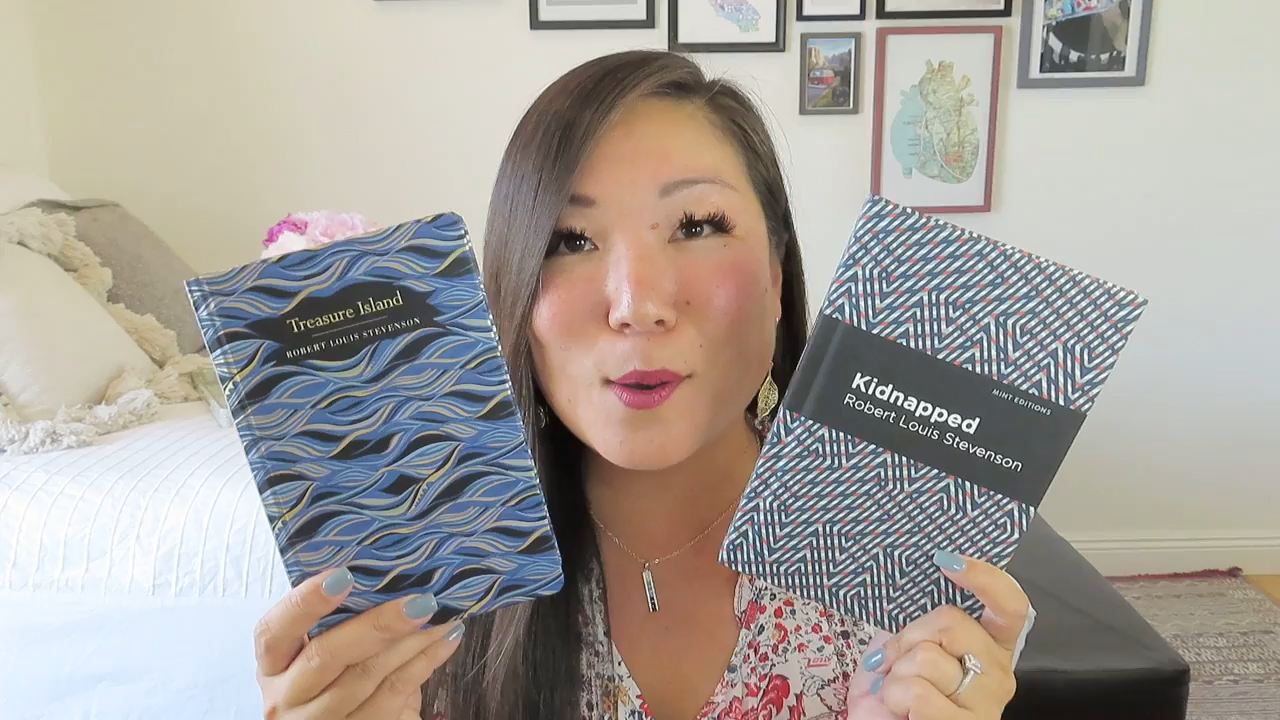 Treasure Island
ROBERT LOUIS STEVENSON
MINT EDITIONS
Kidnapped
Robert Louis Stevenson